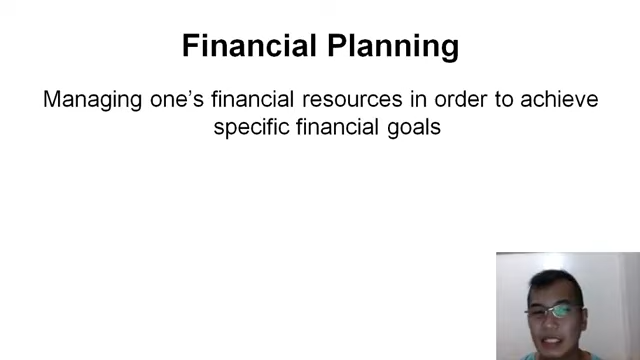 Financial Planning
Managing one’s financial resources in order to achieve
specific financial goals